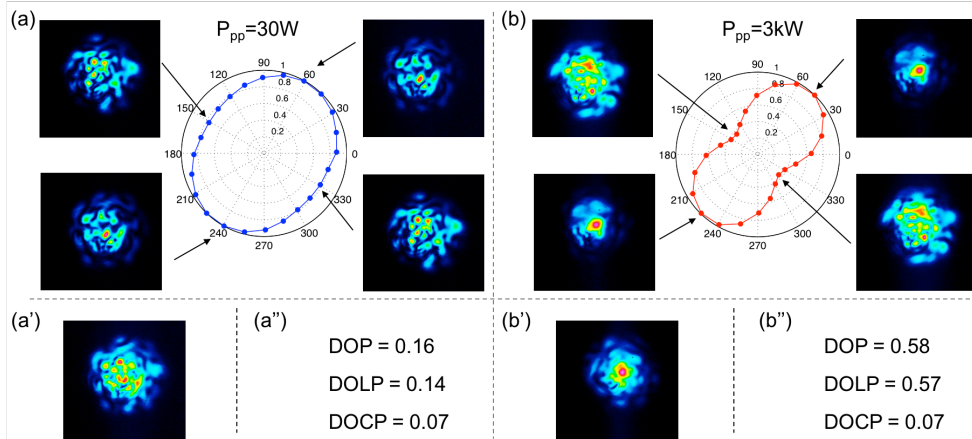 (a)
P_pp=30W
90
1
120
60
0.8
0.6
150
30
0.4
0.2
180
0
210
330
240
300
270
(b)
P_pp=3kW
90
1
120
60
0.8
0.6
150
30
0.4
0.2
180
0
210
330
240
300
270
(a')
(a'')
DOP = 0.16
DOLP = 0.14
DOCP = 0.07
(b')
(b'')
DOP = 0.58
DOLP = 0.57
DOCP = 0.07